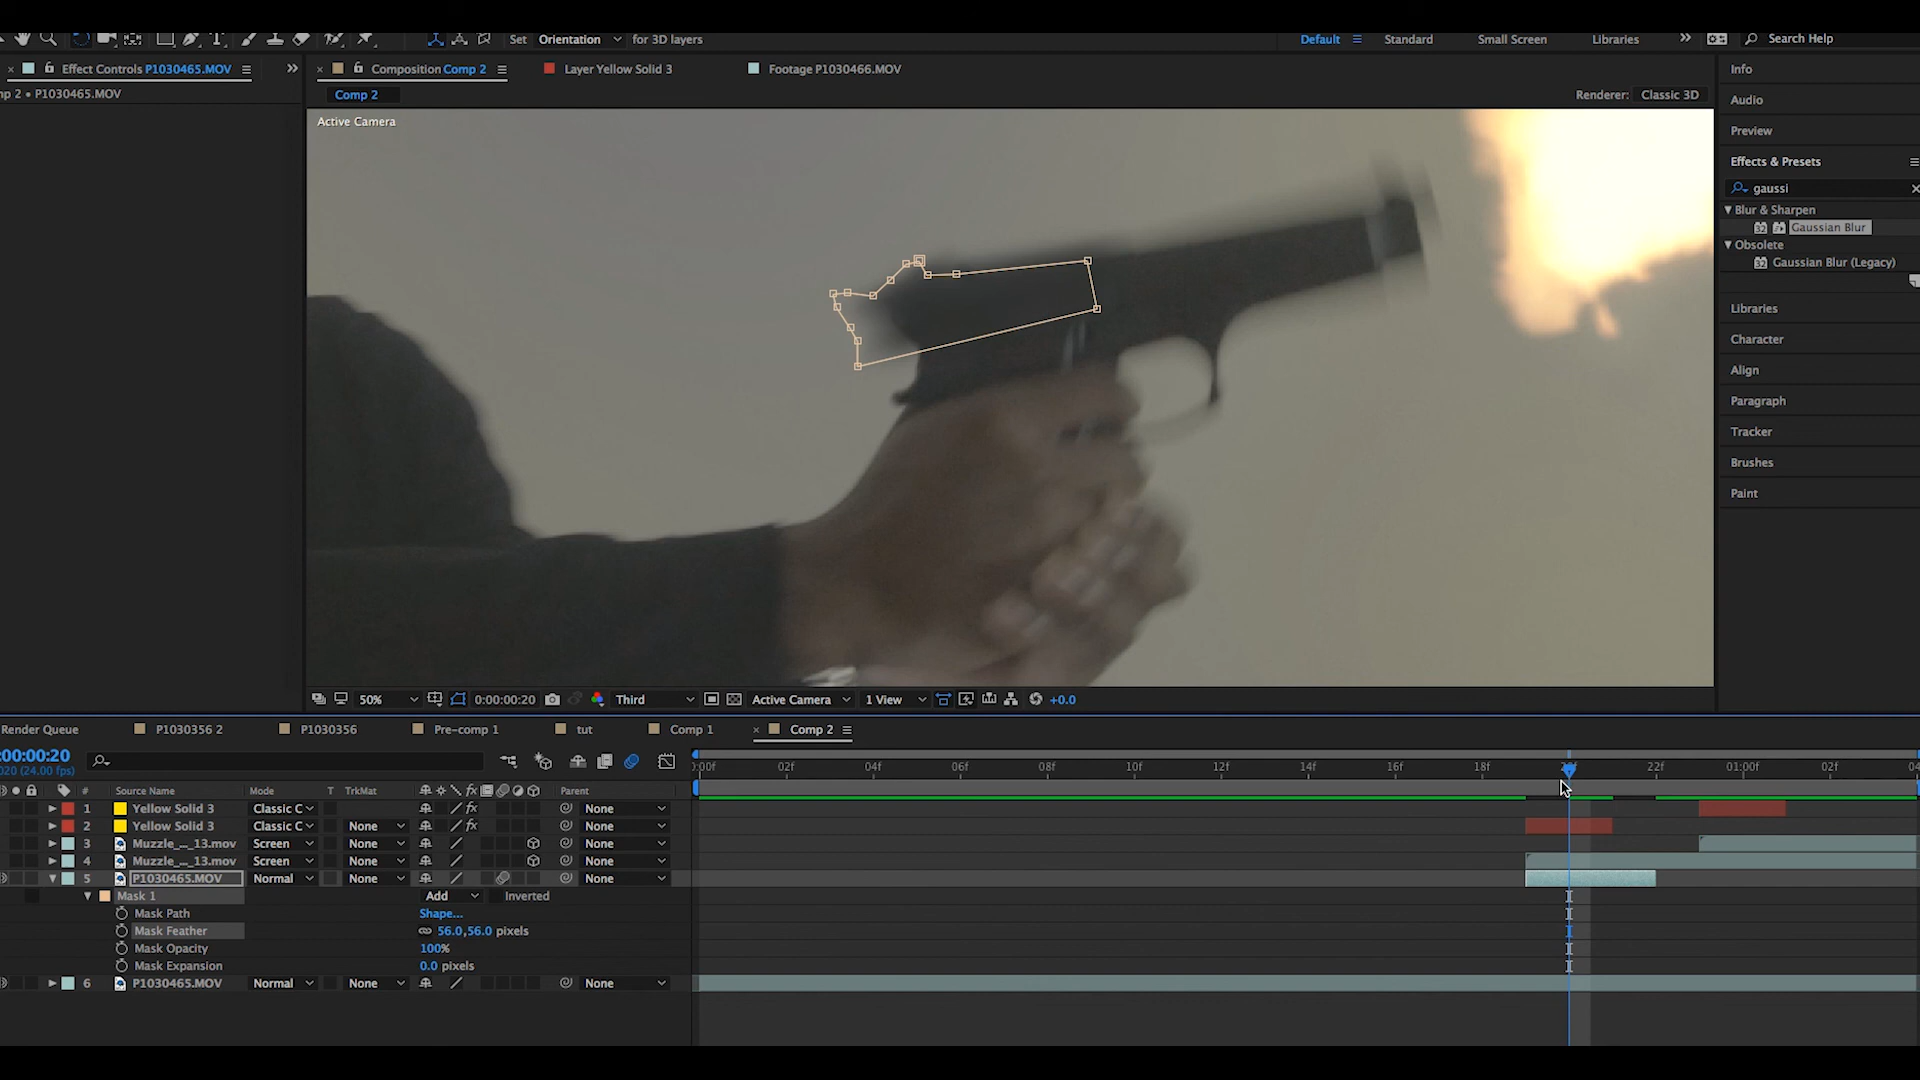 Set Orientation for 3D layers
Default Standard Small Screen Libraries Search Help
Effect Controls P1030465.MOV
Composition Comp 2
Layer Yellow Solid 3
Footage P1030466.MOV
Info
np 2 • P1030465.MOV
Comp 2
Renderer: Classic 3D
Audio
Active Camera
Preview
Effects & Presets
gaussi
Blur & Sharpen
32 Gaussian Blur
Obsolete
32 Gaussian Blur (Legacy)
Libraries
Character
Align
Paragraph
Tracker
Brushes
Paint
50% 0:00:00:20 Third Active Camera 1 View +0.0
Render Queue P1030356 2 P1030356 Pre-comp 1 tut Comp 1 Comp 2
:00:00:20
020 (24.00 fps)
:00f 02f 04f 06f 08f 10f 12f 14f 16f 18f 22f 01:00f 02f 04
# Source Name Mode T TrkMat fx Parent
1 Yellow Solid 3 Classic C fx None
2 Yellow Solid 3 Classic C None fx None
3 Muzzle_..._13.mov Screen None None
4 Muzzle_..._13.mov Screen None None
5 P1030465.MOV Normal None None
Mask 1 Add Inverted
Mask Path Shape...
Mask Feather 56.0,56.0 pixels
Mask Opacity 100%
Mask Expansion 0.0 pixels
6 P1030465.MOV Normal None None